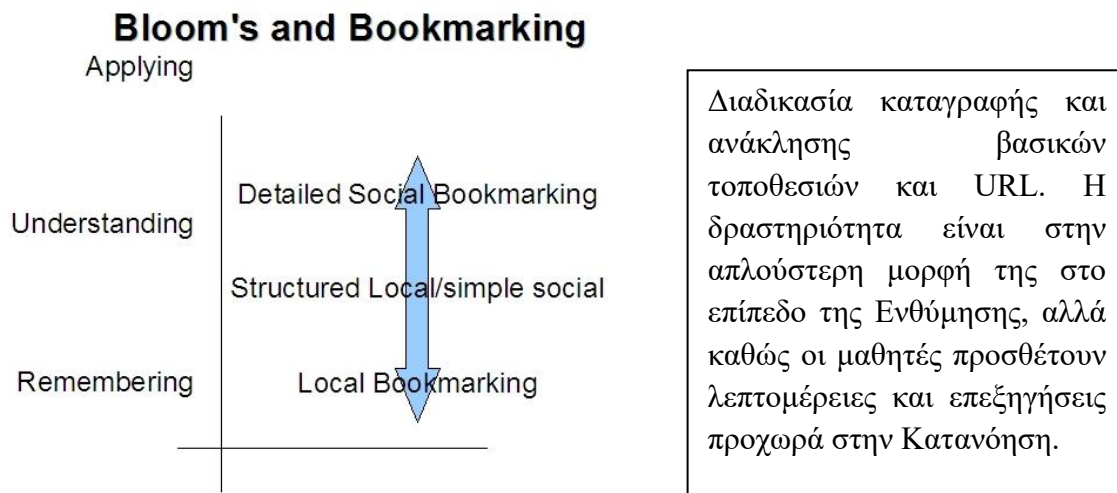 Bloom's and Bookmarking
Applying
Detailed Social Bookmarking
Understanding
Structured Local/simple social
Remembering
Local Bookmarking
Διαδικασία καταγραφής και
ανάκλησης βασικών
τοποθεσιών και URL. Η
δραστηριότητα είναι στην
απλούστερη μορφή της στο
επίπεδο της Ενθύμησης, αλλά
καθώς οι μαθητές προσθέτουν
λεπτομέρειες και επεξηγήσεις
προχωρά στην Κατανόηση.